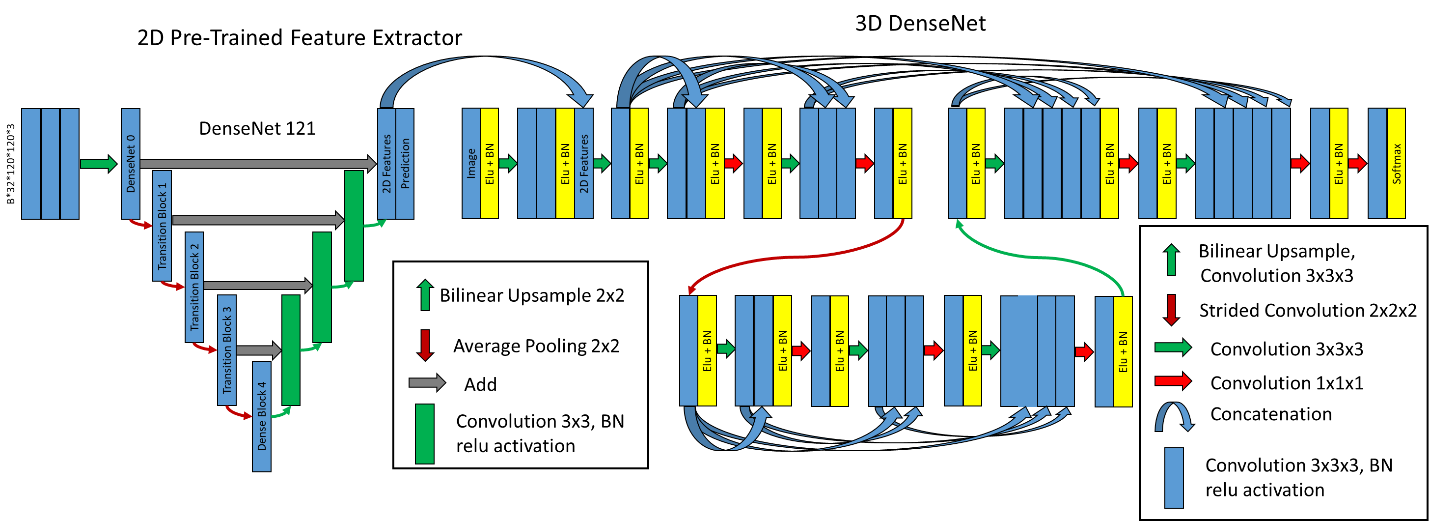 2D Pre-Trained Feature Extractor
3D DenseNet
B*32*120*120*3
DenseNet 0
DenseNet 121
Transition Block 1
Transition Block 2
Transition Block 3
Dense Block 4
2D Features
Prediction
Bilinear Upsample 2x2
Average Pooling 2x2
Add
Convolution 3x3, BN
relu activation
Image
Elu + BN
Elu + BN
2D Features
Elu + BN
Elu + BN
Elu + BN
Elu + BN
Elu + BN
Elu + BN
Elu + BN
Elu + BN
Softmax
Elu + BN
Elu + BN
Elu + BN
Elu + BN
Elu + BN
Bilinear Upsample,
Convolution 3x3x3
Strided Convolution 2x2x2
Convolution 3x3x3
Convolution 1x1x1
Concatenation
Convolution 3x3x3, BN
relu activation